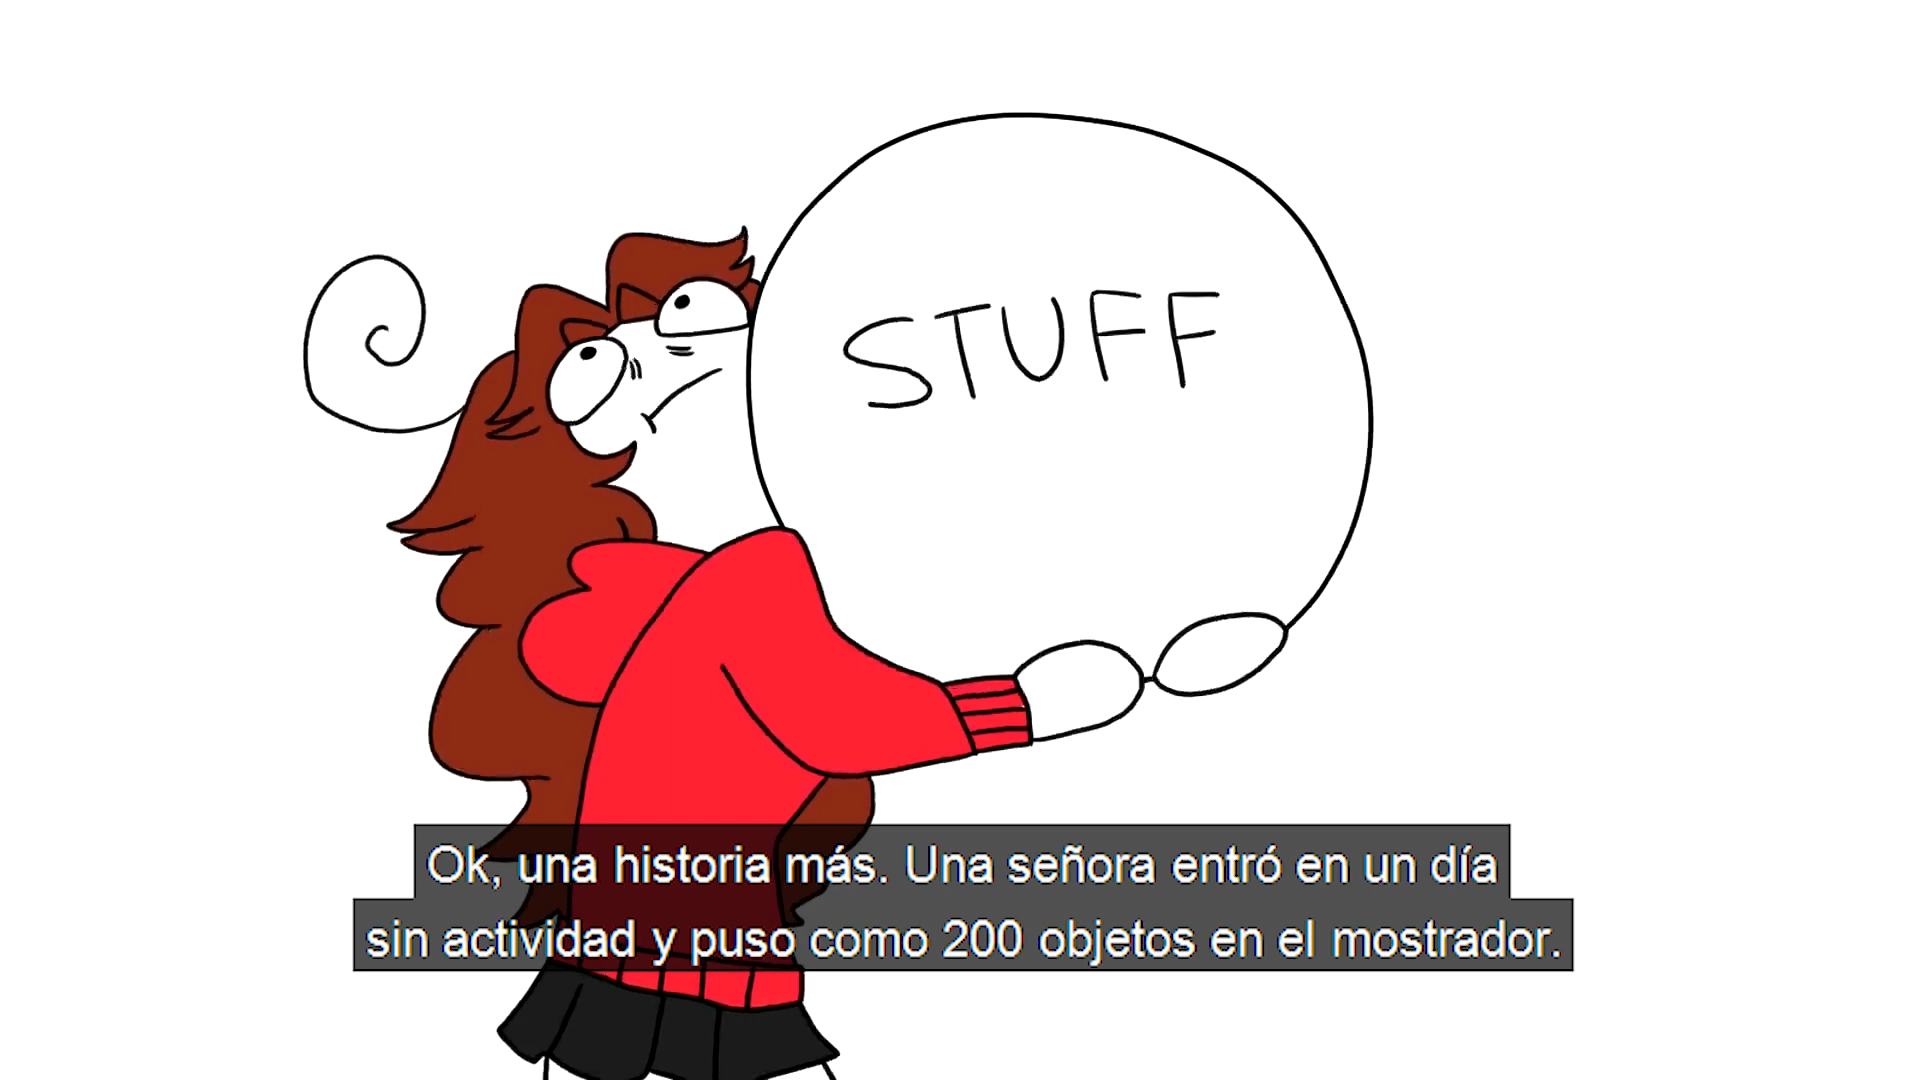 STUFF
Ok, una historia más. Una señora entró en un día
sin actividad y puso como 200 objetos en el mostrador.